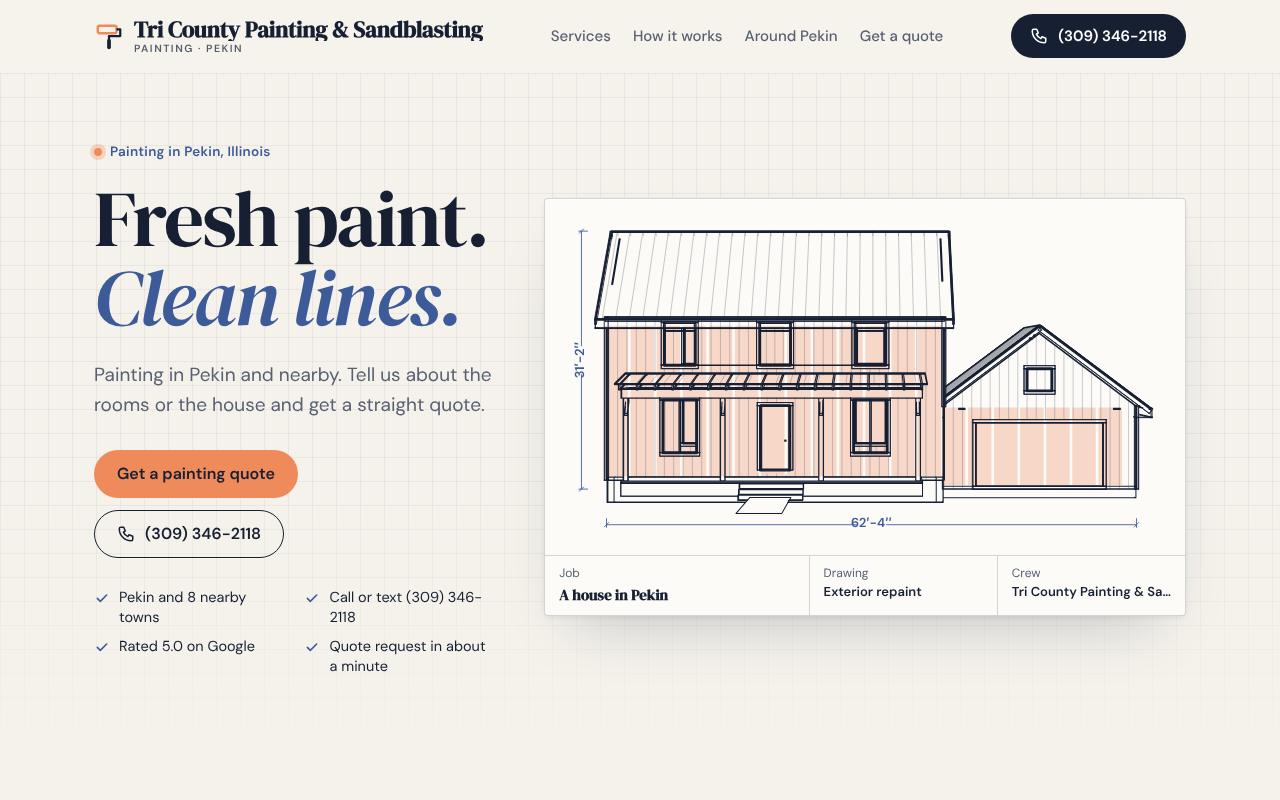 Tri County Painting & Sandblasting
PAINTING · PEKIN
Services
How it works
Around Pekin
Get a quote
(309) 346-2118
Painting in Pekin, Illinois
Fresh paint.
Clean lines.
Painting in Pekin and nearby. Tell us about the
rooms or the house and get a straight quote.
Get a painting quote
(309) 346-2118
Pekin and 8 nearby
towns
Call or text (309) 346-
2118
Rated 5.0 on Google
Quote request in about
a minute
31'-2"
62'-4"
Job
A house in Pekin
Drawing
Exterior repaint
Crew
Tri County Painting & Sa...